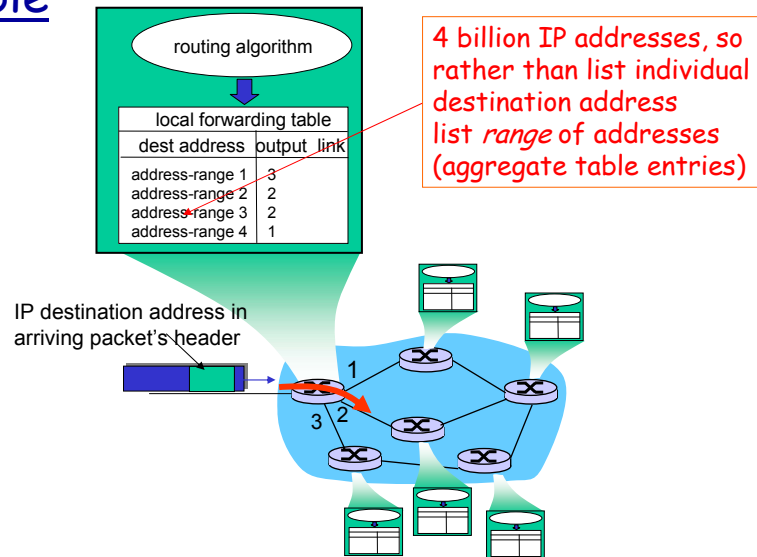 routing algorithm
local forwarding table
dest address output link
address-range 1 3
address-range 2 2
address-range 3 2
address-range 4 1
4 billion IP addresses, so
rather than list individual
destination address
list range of addresses
(aggregate table entries)
IP destination address in
arriving packet's header
1
2
3